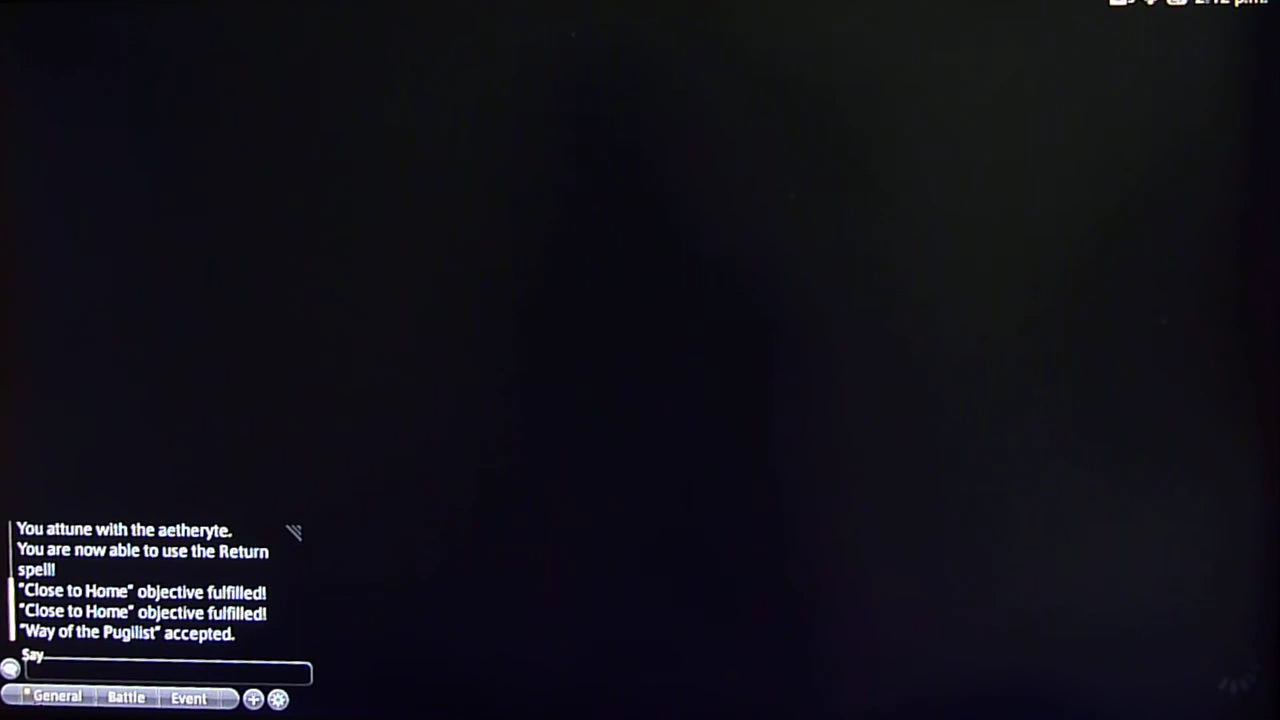 You attune with the aetheryte.
You are now able to use the Return
spell!
"Close to Home" objective fulfilled!
"Close to Home" objective fulfilled!
"Way of the Pugilist" accepted.
Say
General Battle Event